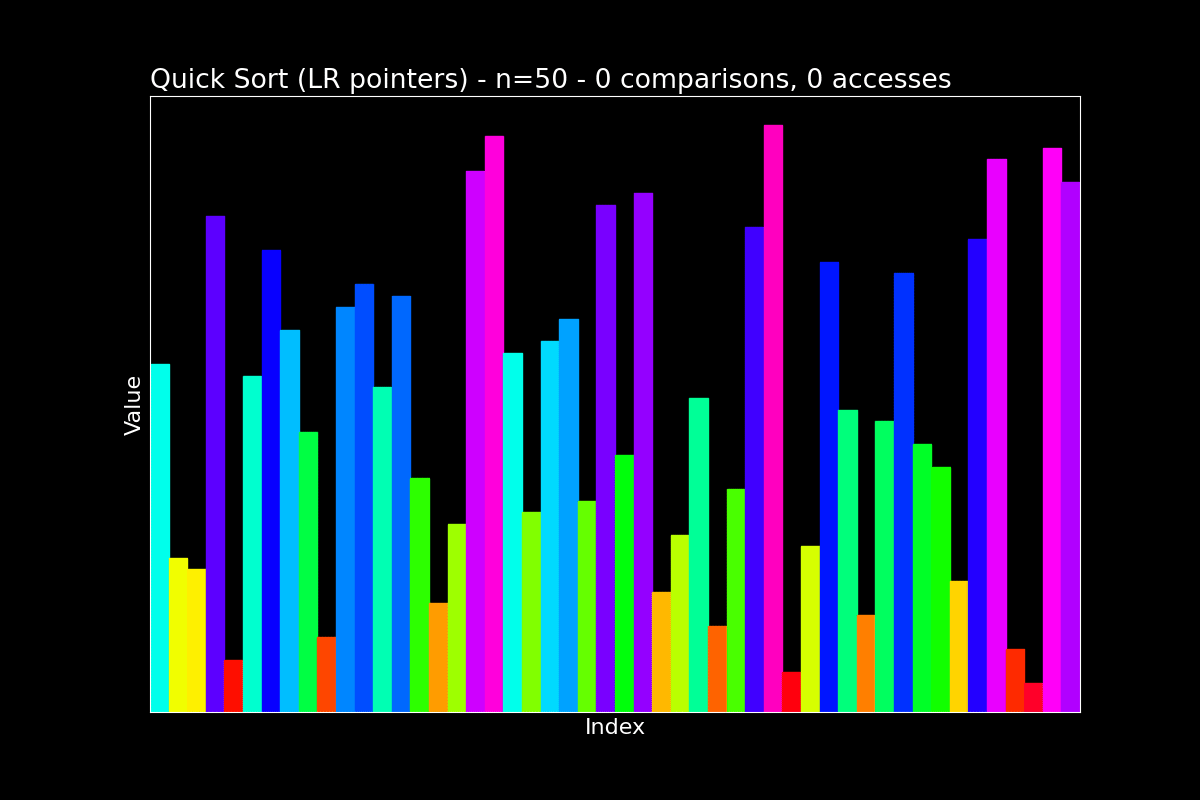 Quick Sort (LR pointers) - n=50 - 0 comparisons, 0 accesses
Value
Index